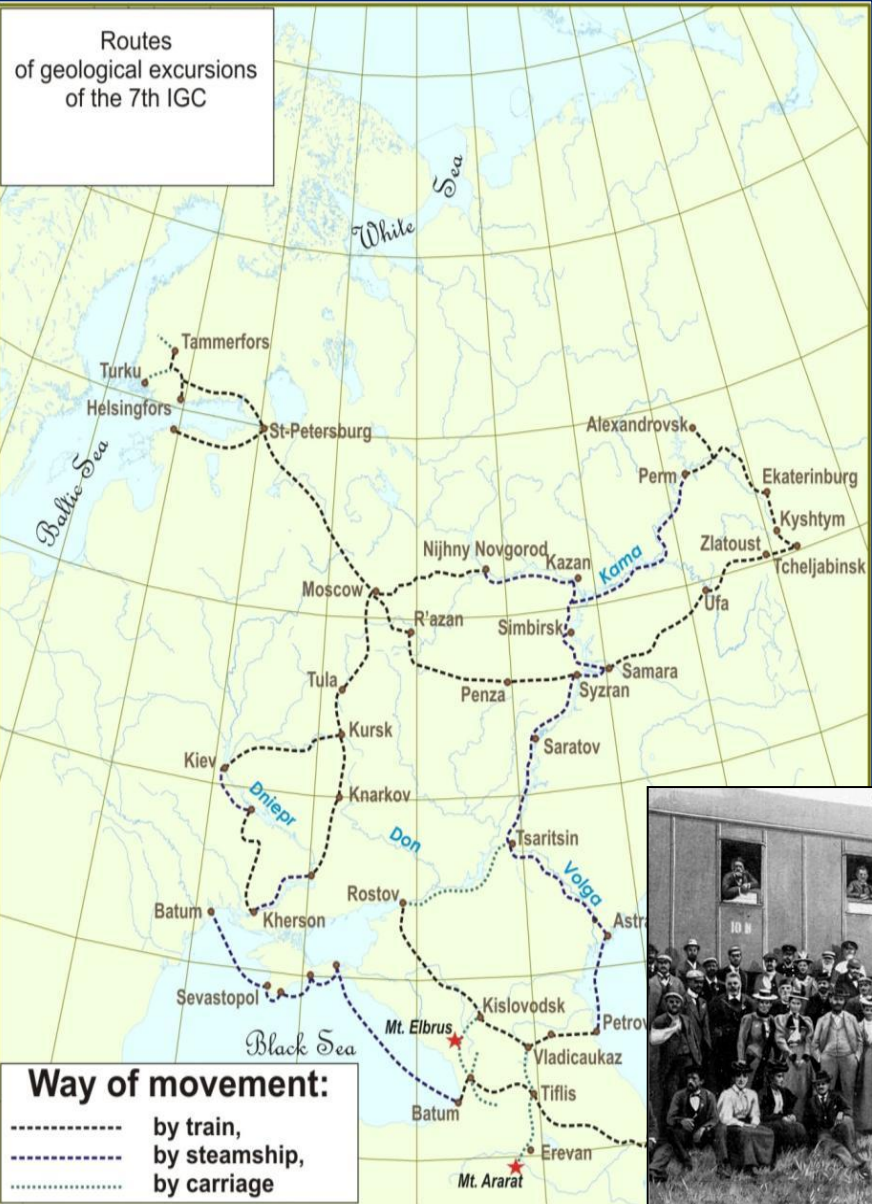 Routes
of geological excursions
of the 7th IGC
White Sea
Tammerfors
Turku
Helsingfors
St-Petersburg
Baltic Sea
Alexandrovsk
Perm
Ekaterinburg
Kyshtym
Zlatoust
Tcheljabinsk
Nijhny Novgorod
Kazan
Kama
Ufa
Moscow
R'azan
Simbirsk
Samara
Tula
Penza
Syzran
Kursk
Saratov
Kiev
Knarkov
Dniepr
Don
Tsaritsin
Volga
Rostov
Batum
Kherson
Astra
10 B
Sevastopol
Kislovodsk
Mt. Elbrus
Petrov
Black Sea
Vladicaukaz
Tiflis
Batum
Erevan
Mt. Ararat
Way of movement:
by train,
by steamship,
by carriage